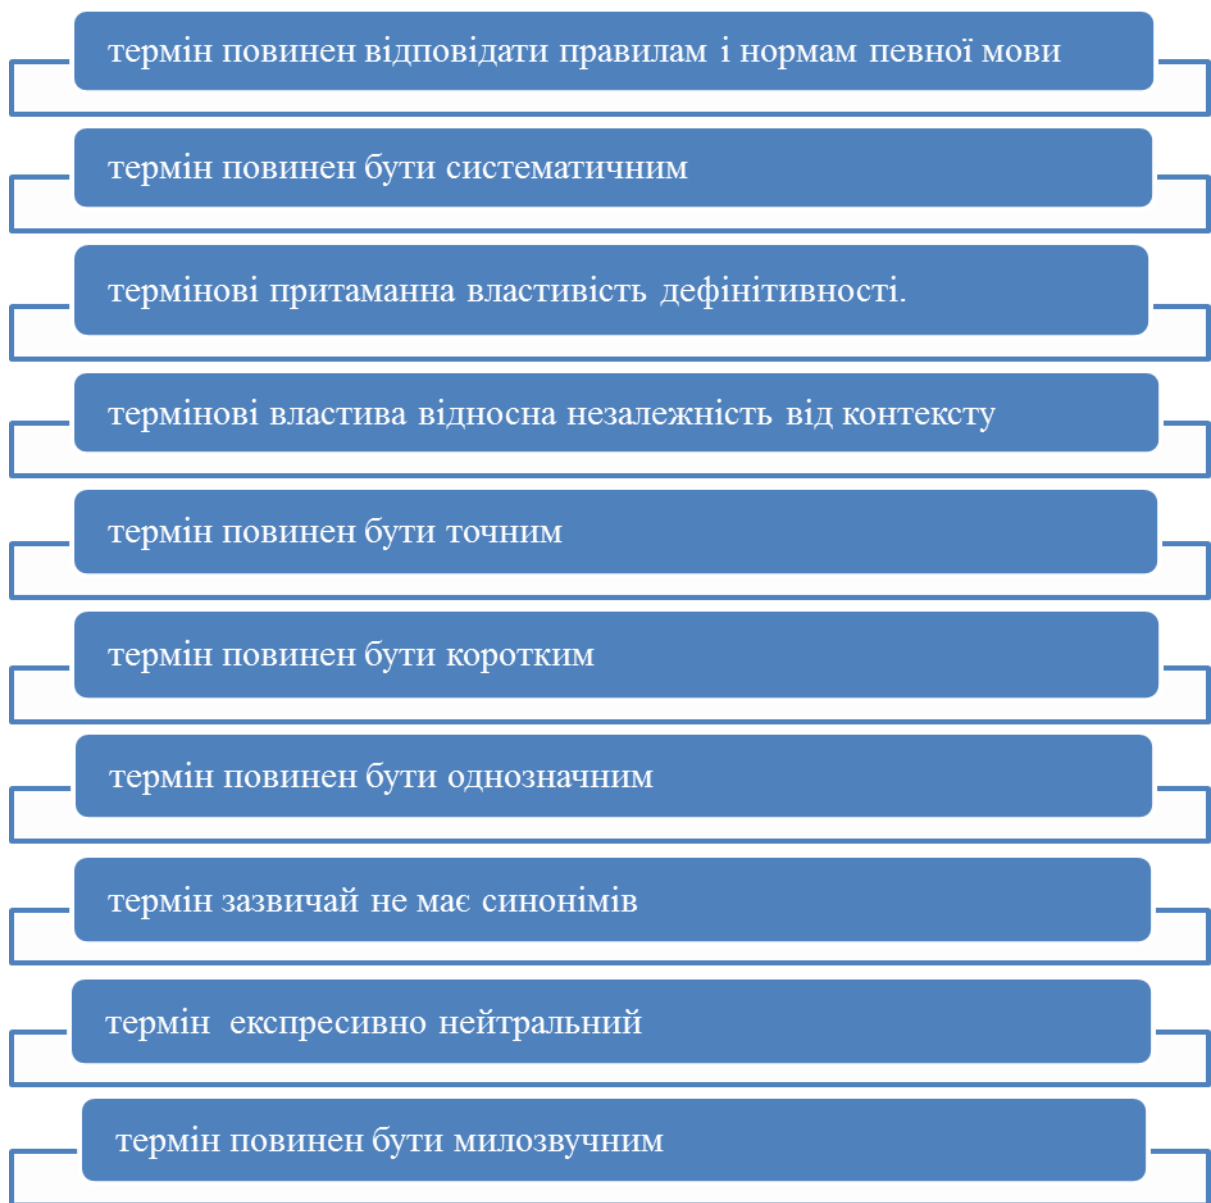 термін повинен відповідати правилам і нормам певної мови
термін повинен бути систематичним
термінові притаманна властивість дефінітивності.
термінові властива відносна незалежність від контексту
термін повинен бути точним
термін повинен бути коротким
термін повинен бути однозначним
термін зазвичай не має синонімів
термін експресивно нейтральний
термін повинен бути милозвучним